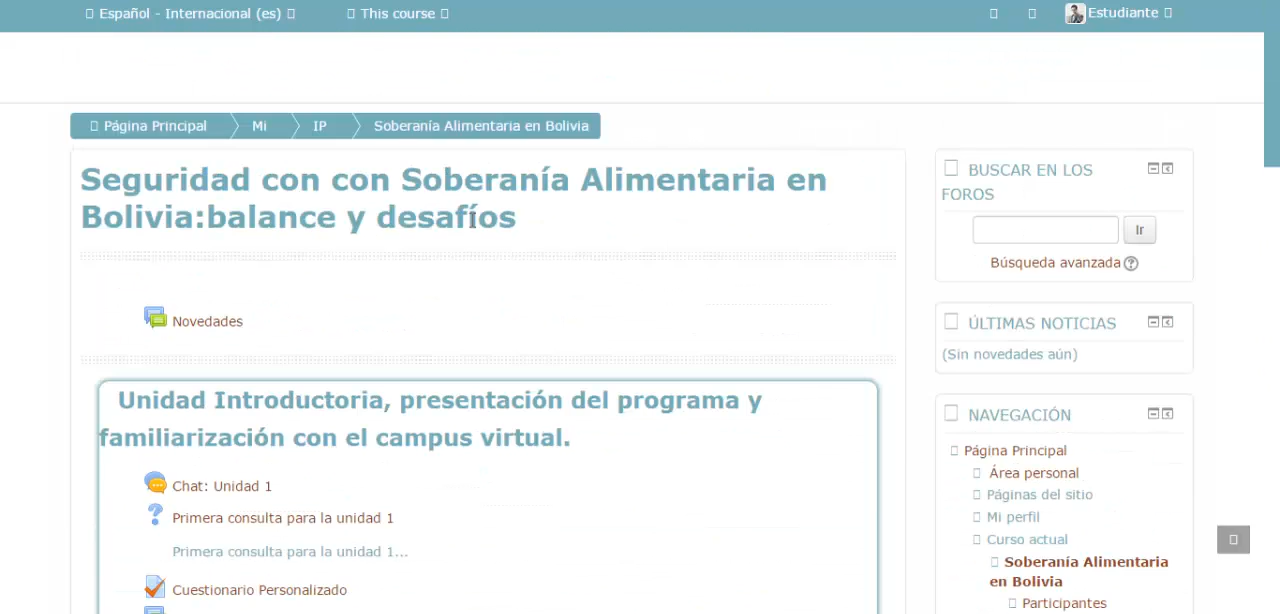 Español - Internacional (es)
This course
Estudiante
Página Principal
Mi
IP
Soberanía Alimentaria en Bolivia
Seguridad con con Soberanía Alimentaria en
Bolivia:balance y desafíos
Novedades
Unidad Introductoria, presentación del programa y
familiarización con el campus virtual.
Chat: Unidad 1
Primera consulta para la unidad 1
Primera consulta para la unidad 1...
Cuestionario Personalizado
BUSCAR EN LOS
FOROS
Ir
Búsqueda avanzada
ÚLTIMAS NOTICIAS
(Sin novedades aún)
NAVEGACIÓN
Página Principal
Área personal
Páginas del sitio
Mi perfil
Curso actual
Soberanía Alimentaria
en Bolivia
Participantes